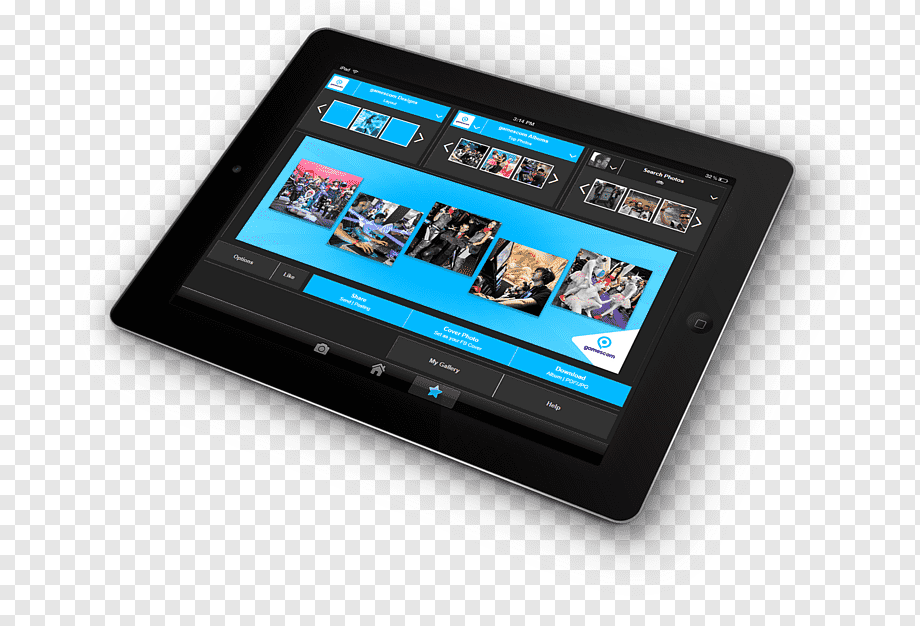 iPad
3:14 PM
32 %
gamescom Designs
Layout
gamescom Albums
Top Photos
Search Photos
gamescom
Options
Like
Share
Send | Posting
Cover Photo
Set as your FB Cover
Download
Album | PDF/JPG
My Gallery
Help